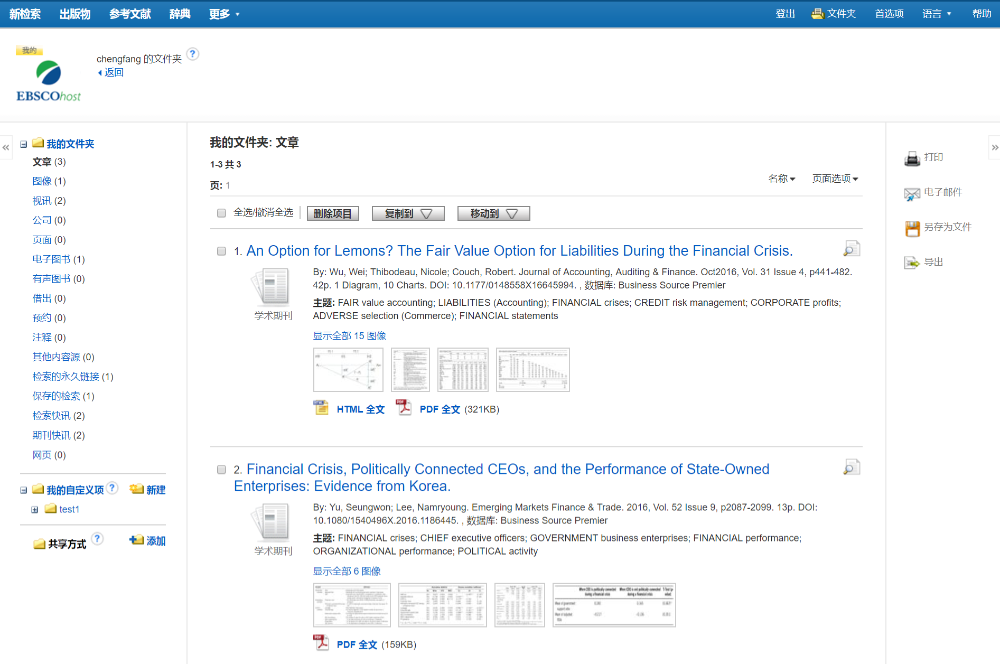 新检索 出版物 参考文献 辞典 更多
登出 文件夹 首选项 语言 帮助
我的
EBSCOhost
chengfang 的文件夹 ?
返回
我的文件夹
文章 (3)
图像 (1)
视讯 (2)
公司 (0)
页面 (0)
电子图书 (1)
有声图书 (0)
借出 (0)
预约 (0)
注释 (0)
其他内容源 (0)
检索的永久链接 (1)
保存的检索 (1)
检索快讯 (2)
期刊快讯 (2)
网页 (0)
我的自定义项 ? 新建
test1
共享方式 ? 添加
我的文件夹: 文章
1-3 共 3
页: 1
名称 页面选项
全选/撤消全选 删除项目 复制到 移动到
1. An Option for Lemons? The Fair Value Option for Liabilities During the Financial Crisis.
学术期刊
By: Wu, Wei; Thibodeau, Nicole; Couch, Robert. Journal of Accounting, Auditing & Finance. Oct2016, Vol. 31 Issue 4, p441-482.
42p. 1 Diagram, 10 Charts. DOI: 10.1177/0148558X16645994. , 数据库: Business Source Premier
主题: FAIR value accounting; LIABILITIES (Accounting); FINANCIAL crises; CREDIT risk management; CORPORATE profits;
ADVERSE selection (Commerce); FINANCIAL statements
显示全部 15 图像
HTML 全文 PDF 全文 (321KB)
2. Financial Crisis, Politically Connected CEOs, and the Performance of State-Owned
Enterprises: Evidence from Korea.
学术期刊
By: Yu, Seungwon; Lee, Namryoung. Emerging Markets Finance & Trade. 2016, Vol. 52 Issue 9, p2087-2099. 13p. DOI:
10.1080/1540496X.2016.1186445. , 数据库: Business Source Premier
主题: FINANCIAL crises; CHIEF executive officers; GOVERNMENT business enterprises; FINANCIAL performance;
ORGANIZATIONAL performance; POLITICAL activity
显示全部 6 图像
When CEO is politically connected When CEO is not politically connected
during a financial crisis during a financial crisis
PDF 全文 (159KB)
打印
电子邮件
另存为文件
导出